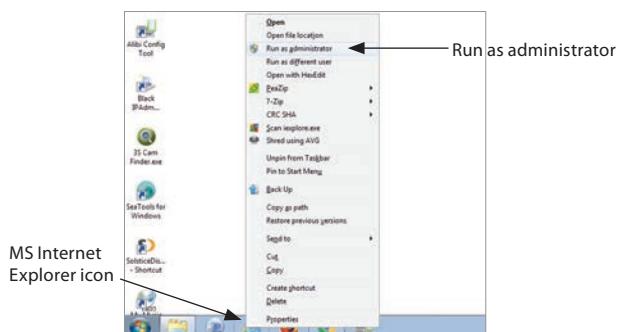 Alibi Config
Tool
Black
IPAdm...
3S Cam
Finder.exe
SeaTools for
Windows
SolsticeDis...
- Shortcut
Open
Open file location
Run as administrator
Run as different user
Open with HexEdit
PeaZip
7-Zip
CRC SHA
Scan iexplore.exe
Shred using AVG
Unpin from Taskbar
Pin to Start Menu
Back Up
Copy as path
Restore previous versions
Send to
Cut
Copy
Create shortcut
Delete
Properties
Run as administrator
MS Internet
Explorer icon